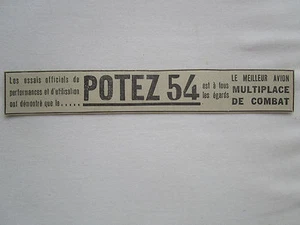 Les essais officiels de
performances et d'utilisation
ont démontré que le.....
POTEZ 54
est à tous
les égards
LE MEILLEUR AVION
MULTIPLACE
DE COMBAT